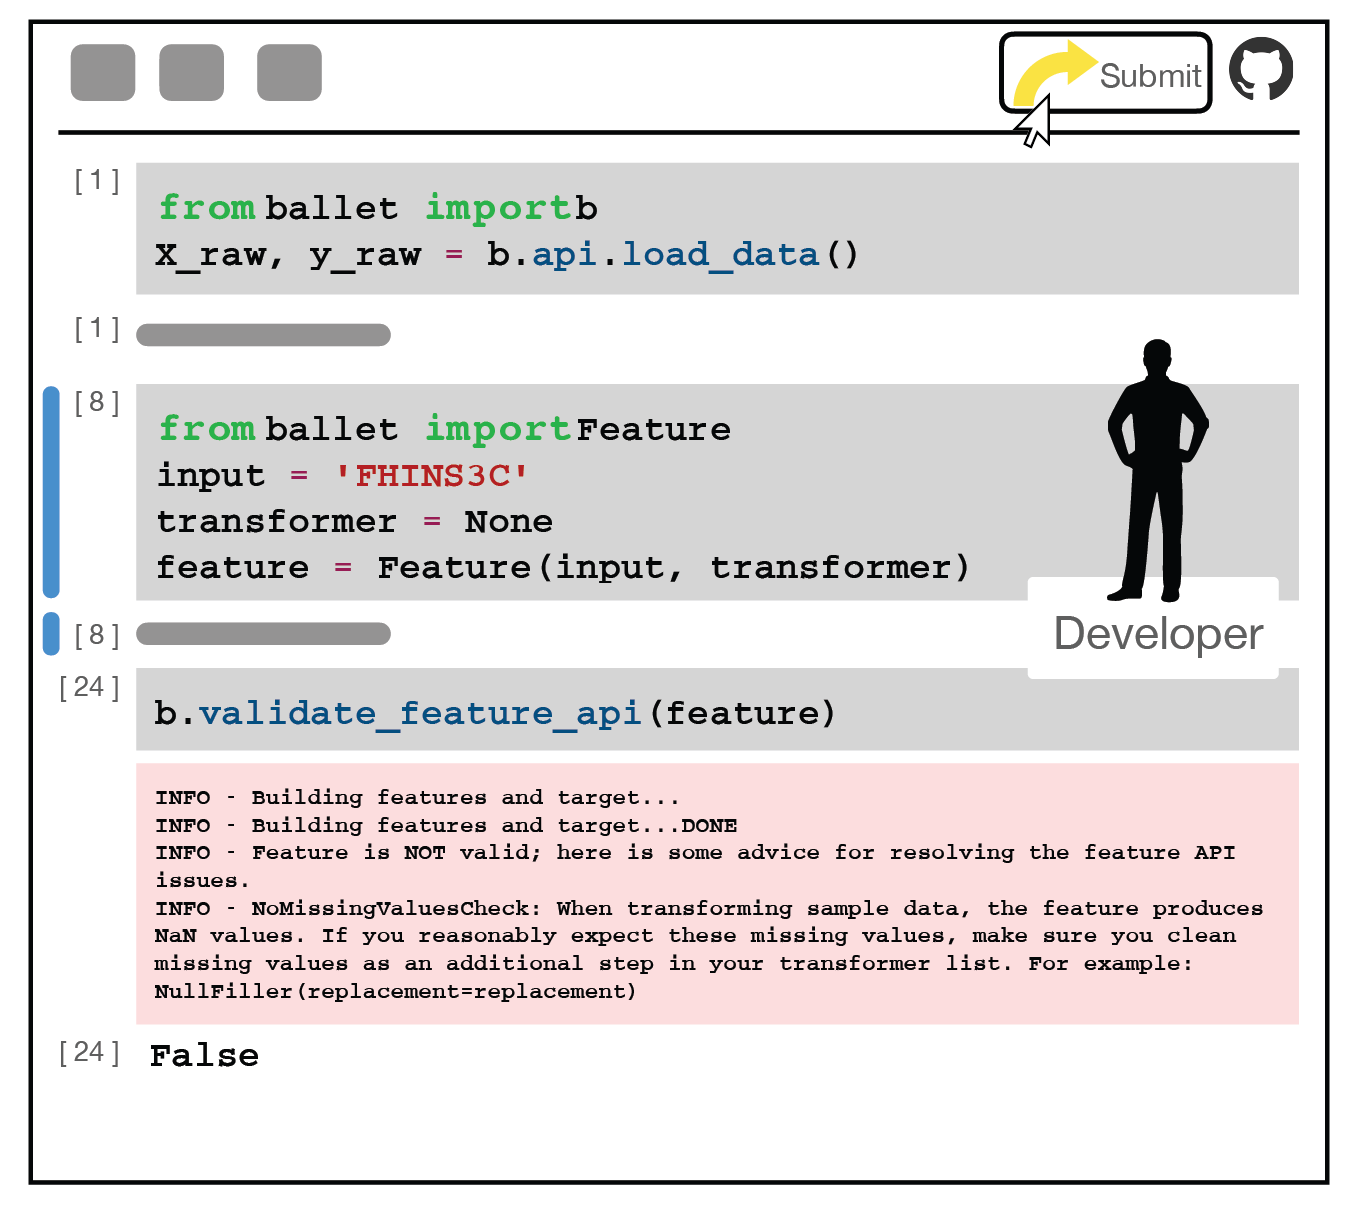 Submit
[1]
from ballet import b
X_raw, y_raw = b.api.load_data()
[1]
[8]
from ballet import Feature
input = 'FHINS3C'
transformer = None
feature = Feature(input, transformer)
[8]
Developer
[24]
b.validate_feature_api(feature)
INFO - Building features and target...
INFO - Building features and target...DONE
INFO - Feature is NOT valid; here is some advice for resolving the feature API
issues.
INFO - NoMissingValuesCheck: When transforming sample data, the feature produces
NaN values. If you reasonably expect these missing values, make sure you clean
missing values as an additional step in your transformer list. For example:
NullFiller(replacement=replacement)
[24] False